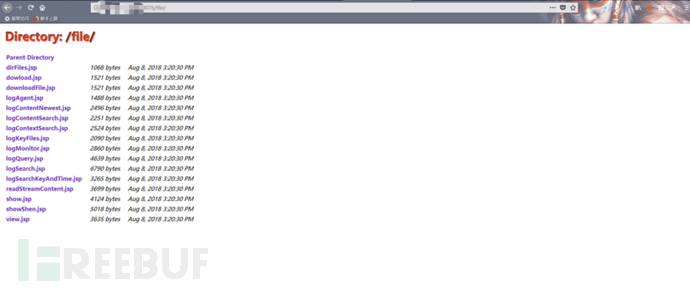 /file/
Directory: /file/
Parent Directory
dirFiles.jsp 1068 bytes Aug 8, 2018 3:20:30 PM
dowload.jsp 1521 bytes Aug 8, 2018 3:20:30 PM
downloadFile.jsp 1521 bytes Aug 8, 2018 3:20:30 PM
logAgent.jsp 1488 bytes Aug 8, 2018 3:20:30 PM
logContentNewest.jsp 2496 bytes Aug 8, 2018 3:20:30 PM
logContentSearch.jsp 2251 bytes Aug 8, 2018 3:20:30 PM
logContextSearch.jsp 2524 bytes Aug 8, 2018 3:20:30 PM
logKeyFiles.jsp 2090 bytes Aug 8, 2018 3:20:30 PM
logMonitor.jsp 2860 bytes Aug 8, 2018 3:20:30 PM
logQuery.jsp 4639 bytes Aug 8, 2018 3:20:30 PM
logSearch.jsp 6790 bytes Aug 8, 2018 3:20:30 PM
logSearchKeyAndTime.jsp 3265 bytes Aug 8, 2018 3:20:30 PM
readStreamContent.jsp 3699 bytes Aug 8, 2018 3:20:30 PM
show.jsp 4124 bytes Aug 8, 2018 3:20:30 PM
showShen.jsp 5018 bytes Aug 8, 2018 3:20:30 PM
view.jsp 3635 bytes Aug 8, 2018 3:20:30 PM
FREEBUF